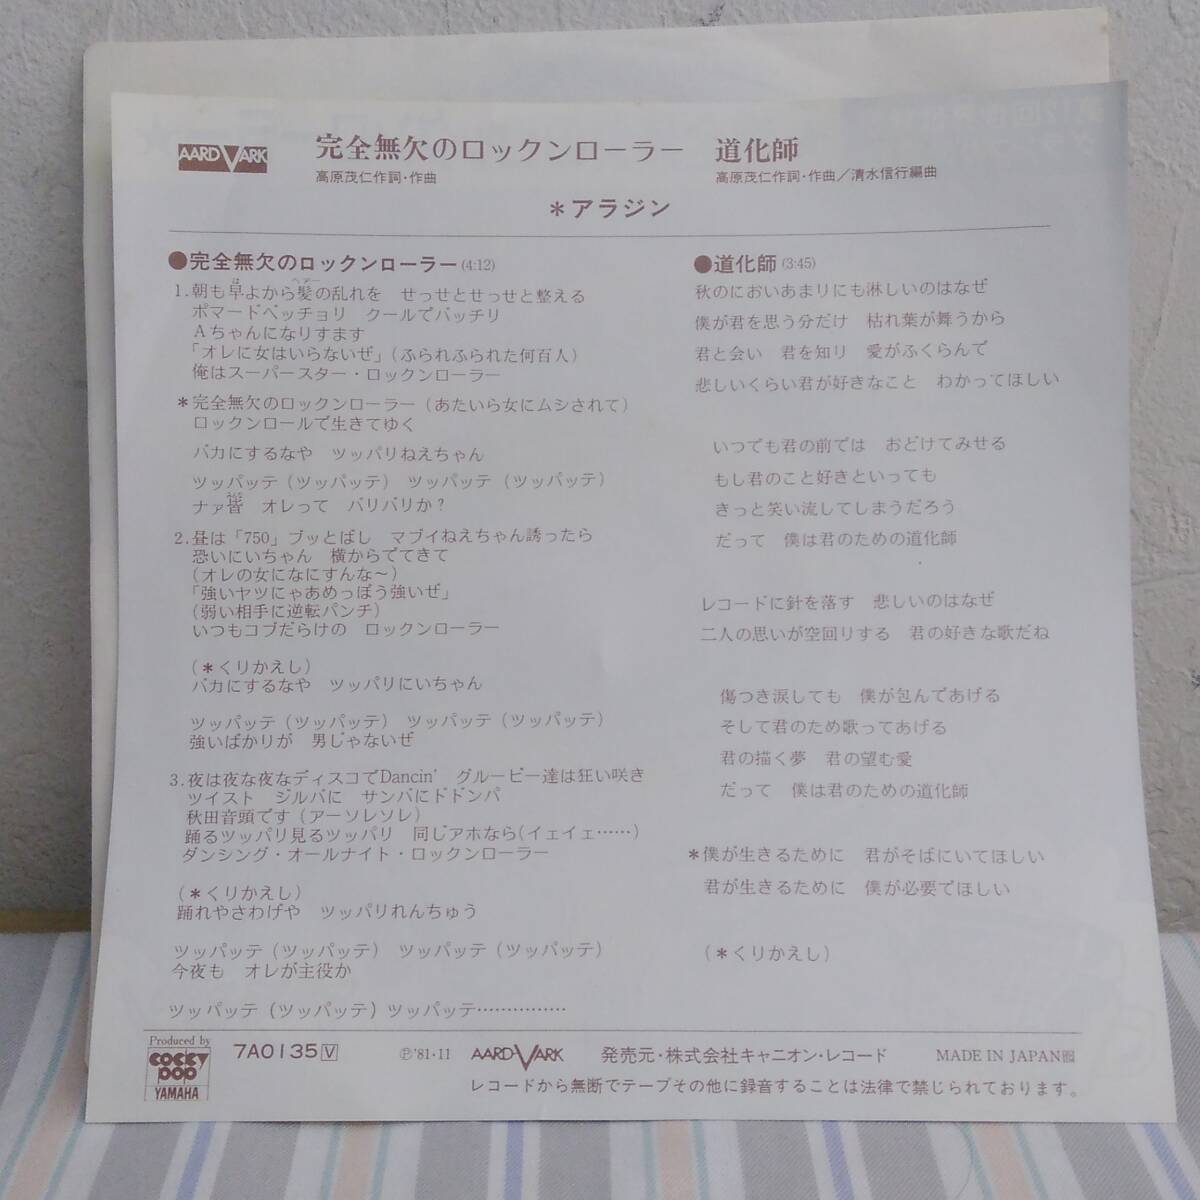 AARDVARK
完全無欠のロックンローラー
高原茂仁作詞・作曲
道化師
高原茂仁作詞・作曲／清水信行編曲
＊アラジン
●完全無欠のロックンローラー(4:12)
1. 朝も早よから髪の乱れを　せっせとせっせと整える
ポマードベッチョリ　クールでバッチリ
Aちゃんになりすます
「オレに女はいらないぜ」（ふられふられた何百人）
俺はスーパースター・ロックンローラー
＊完全無欠のロックンローラー（あたいら女にムシされて）
ロックンロールで生きてゆく
バカにするなや　ツッパリねえちゃん
ツッパッテ（ツッパッテ）　ツッパッテ（ツッパッテ）
ナァ皆　オレって　バリバリか？
2. 昼は「750」ブッとばし　マブイねえちゃん誘ったら
恐いにいちゃん　横からでてきて
（オレの女になにすんな〜）
「強いヤツにゃあめっぽう強いぜ」
（弱い相手に逆転パンチ）
いつもコブだらけの　ロックンローラー
（＊くりかえし）
バカにするなや　ツッパリにいちゃん
ツッパッテ（ツッパッテ）　ツッパッテ（ツッパッテ）
強いばかりが　男じゃないぜ
3. 夜は夜な夜なディスコでDancin'　グルーピー達は狂い咲き
ツイスト　ジルバに　サンバにドドンパ
秋田音頭です（アーソレソレ）
踊るツッパリ見るツッパリ　同じアホなら（イェイェ……）
ダンシング・オールナイト・ロックンローラー
（＊くりかえし）
踊れやさわげや　ツッパリれんちゅう
ツッパッテ（ツッパッテ）　ツッパッテ（ツッパッテ）
今夜も　オレが主役か
ツッパッテ（ツッパッテ）ツッパッテ……………
●道化師(3:45)
秋のにおいあまりにも淋しいのはなぜ
僕が君を思う分だけ　枯れ葉が舞うから
君と会い　君を知り　愛がふくらんで
悲しいくらい君が好きなこと　わかってほしい
いつでも君の前では　おどけてみせる
もし君のこと好きといっても
きっと笑い流してしまうだろう
だって　僕は君のための道化師
レコードに針を落す　悲しいのはなぜ
二人の思いが空回りする　君の好きな歌だね
傷つき涙しても　僕が包んであげる
そして君のため歌ってあげる
君の描く夢　君の望む愛
だって　僕は君のための道化師
＊僕が生きるために　君がそばにいてほしい
君が生きるために　僕が必要でほしい
（＊くりかえし）
Produced by
cocky pop
YAMAHA
7A0135 V　℗'81・11　AARDVARK　発売元・株式会社キャニオン・レコード　MADE IN JAPAN
レコードから無断でテープその他に録音することは法律で禁じられております。